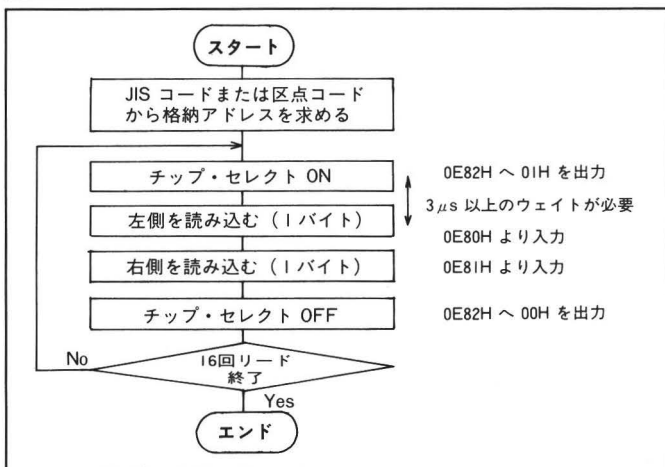 スタート
JIS コードまたは区点コード
から格納アドレスを求める
チップ・セレクト ON
0E82H へ 01H を出力
3μs 以上のウェイトが必要
左側を読み込む (1バイト)
0E80H より入力
右側を読み込む (1バイト)
0E81H より入力
チップ・セレクト OFF
0E82H へ 00H を出力
No
16回リード
終了
Yes
エンド